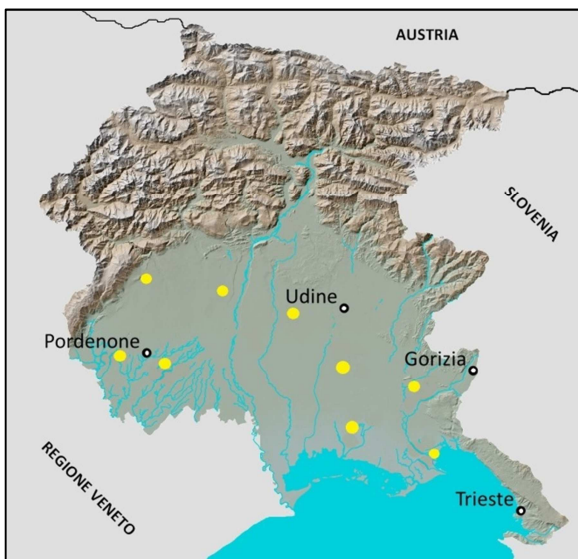 AUSTRIA
SLOVENIA
Udine
Pordenone
Gorizia
REGIONE VENETO
Trieste